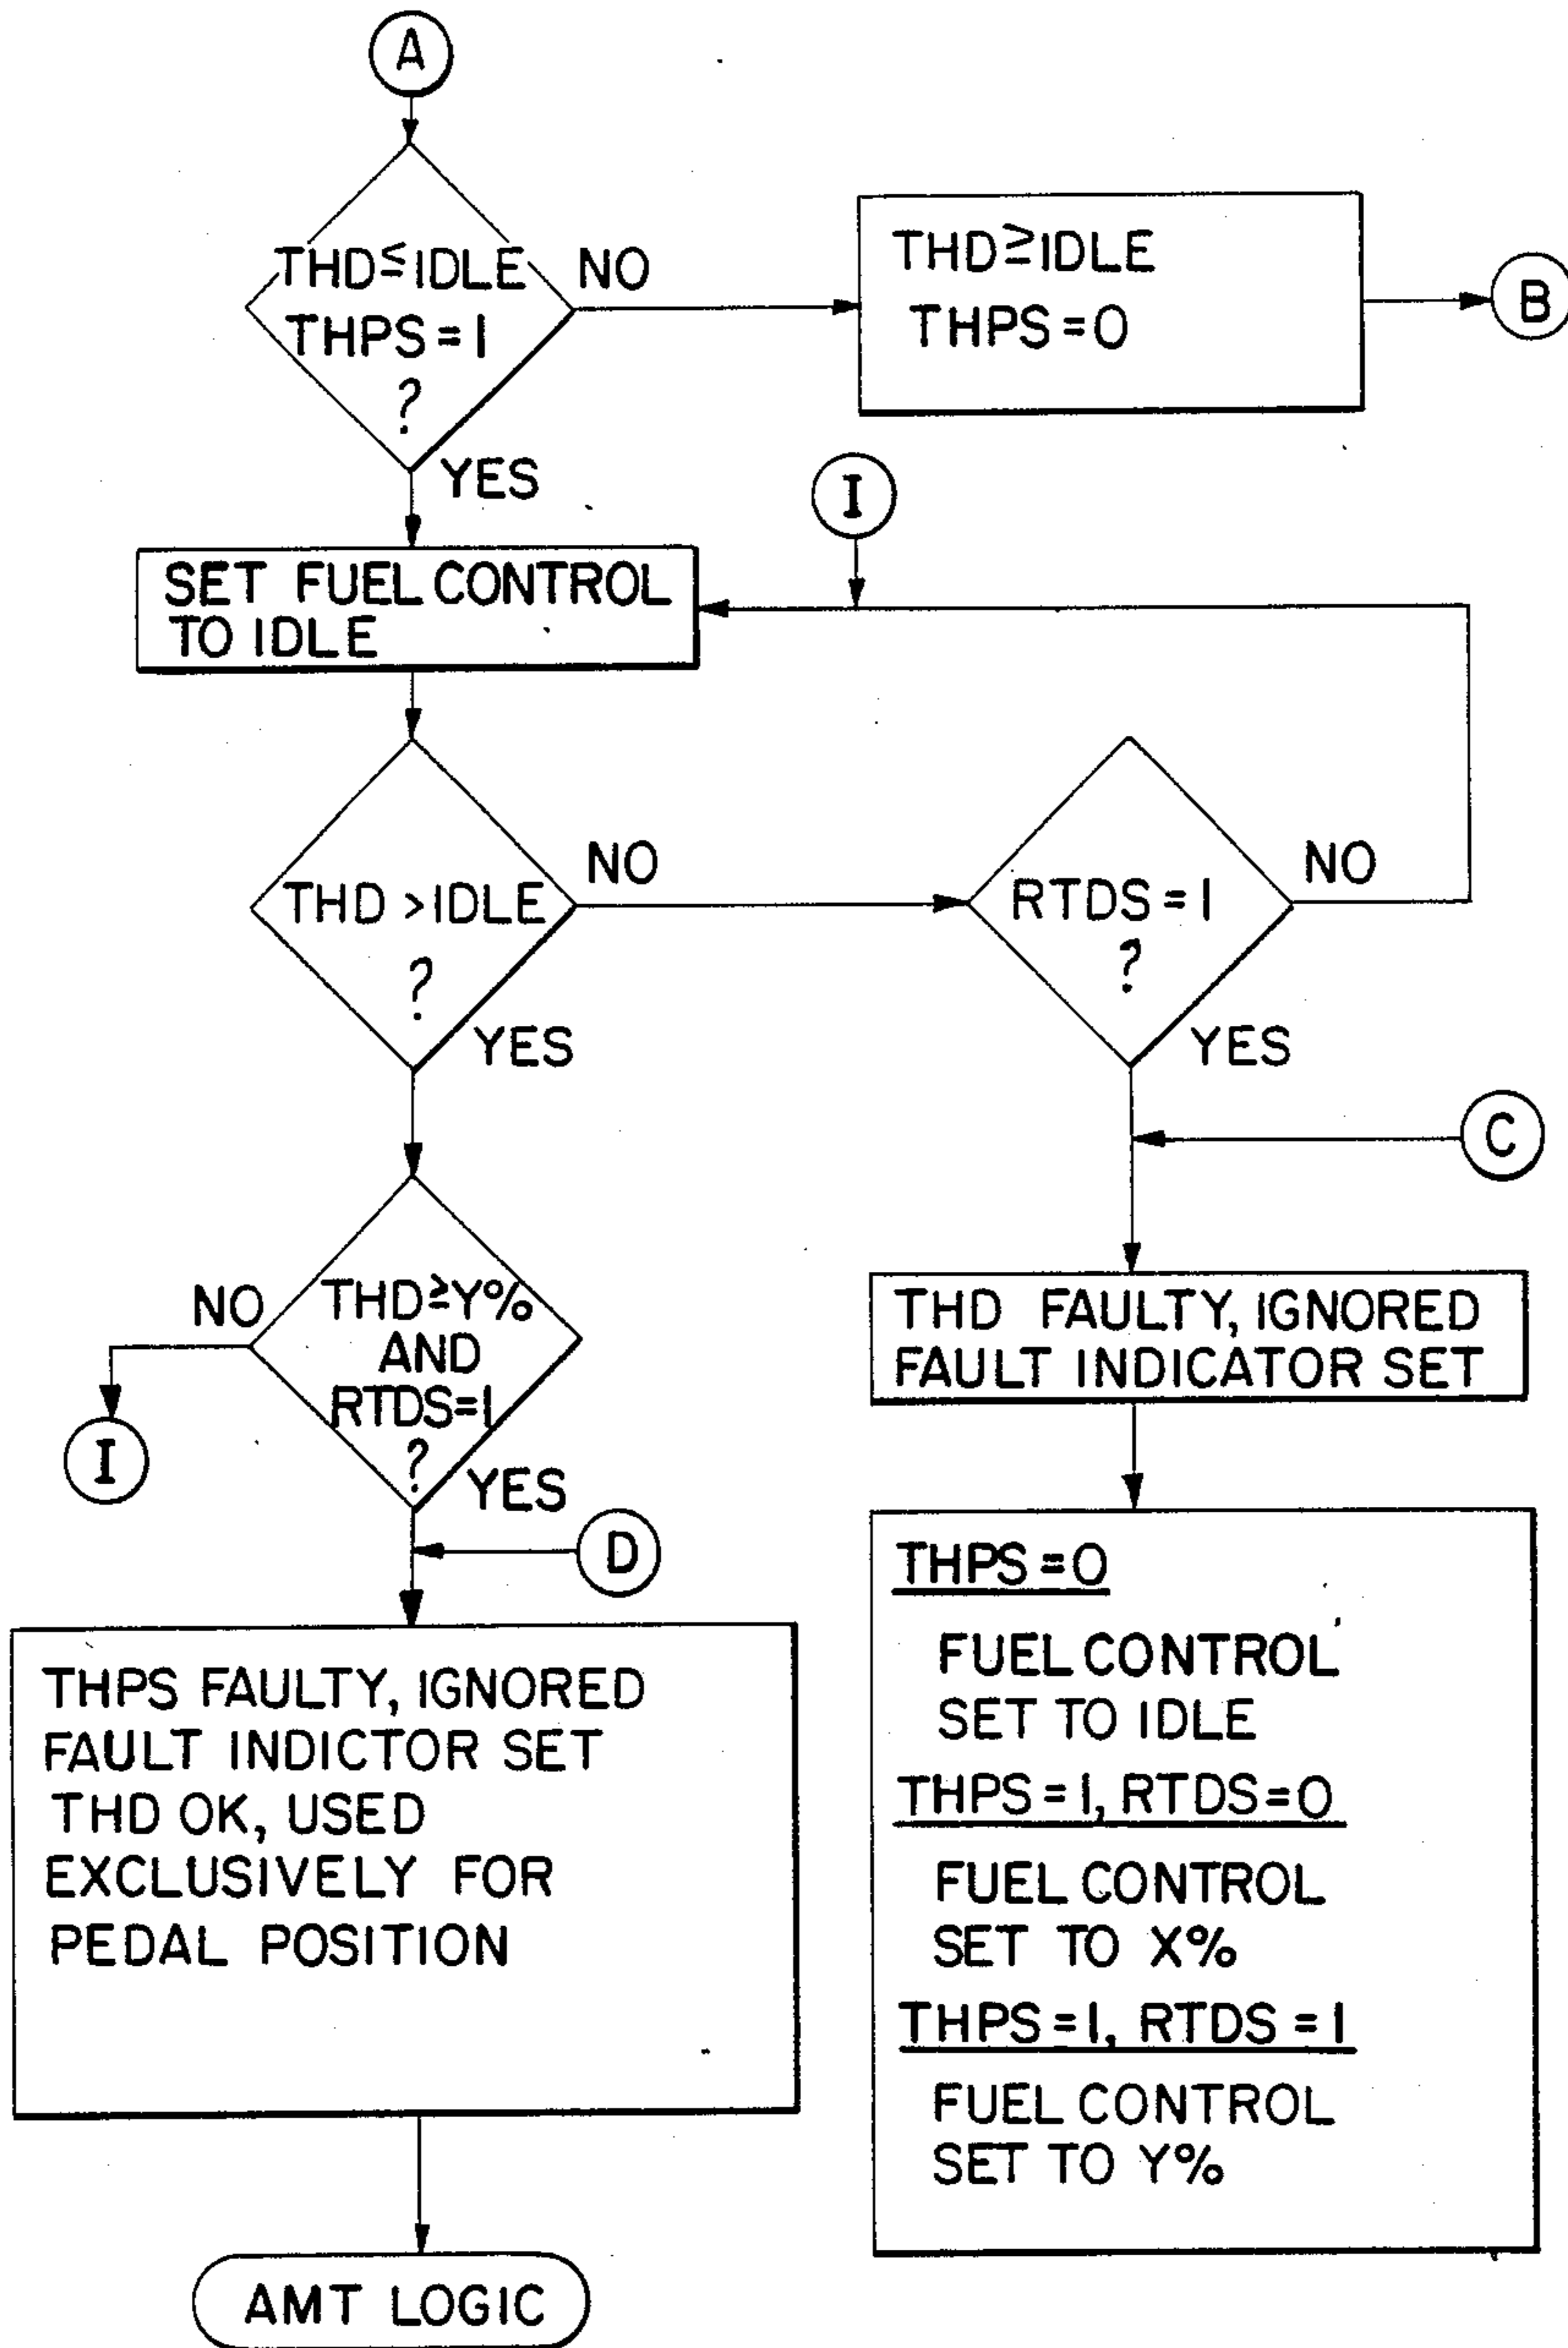 A
THD≤IDLE
THPS=1
?
NO
THD≥IDLE
THPS=0
B
YES
I
SET FUEL CONTROL
TO IDLE
THD >IDLE
?
NO
RTDS=1
?
NO
YES
YES
C
NO
THD≥Y%
AND
RTDS=1
?
YES
I
D
THD FAULTY, IGNORED
FAULT INDICATOR SET
THPS FAULTY, IGNORED
FAULT INDICTOR SET
THD OK, USED
EXCLUSIVELY FOR
PEDAL POSITION
THPS=0
FUEL CONTROL
SET TO IDLE
THPS=1, RTDS=0
FUEL CONTROL
SET TO X%
THPS=1, RTDS=1
FUEL CONTROL
SET TO Y%
AMT LOGIC